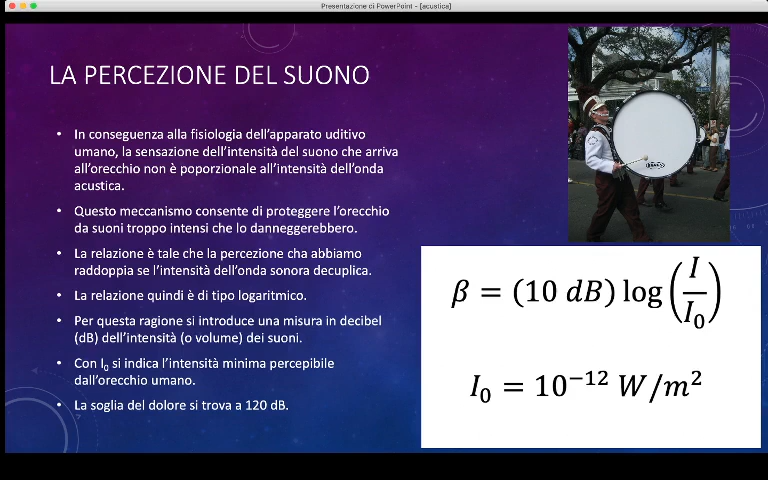 Presentazione di PowerPoint - [acustica]
LA PERCEZIONE DEL SUONO
• In conseguenza alla fisiologia dell'apparato uditivo
umano, la sensazione dell'intensità del suono che arriva
all'orecchio non è poporzionale all'intensità dell'onda
acustica.
• Questo meccanismo consente di proteggere l'orecchio
da suoni troppo intensi che lo danneggerebbero.
• La relazione è tale che la percezione cha abbiamo
raddoppia se l'intensità dell'onda sonora decuplica.
• La relazione quindi è di tipo logaritmico.
• Per questa ragione si introduce una misura in decibel
(dB) dell'intensità (o volume) dei suoni.
• Con I₀ si indica l'intensità minima percepibile
dall'orecchio umano.
• La soglia del dolore si trova a 120 dB.
β = (10 dB) log(I/I₀)
I₀ = 10⁻¹² W/m²